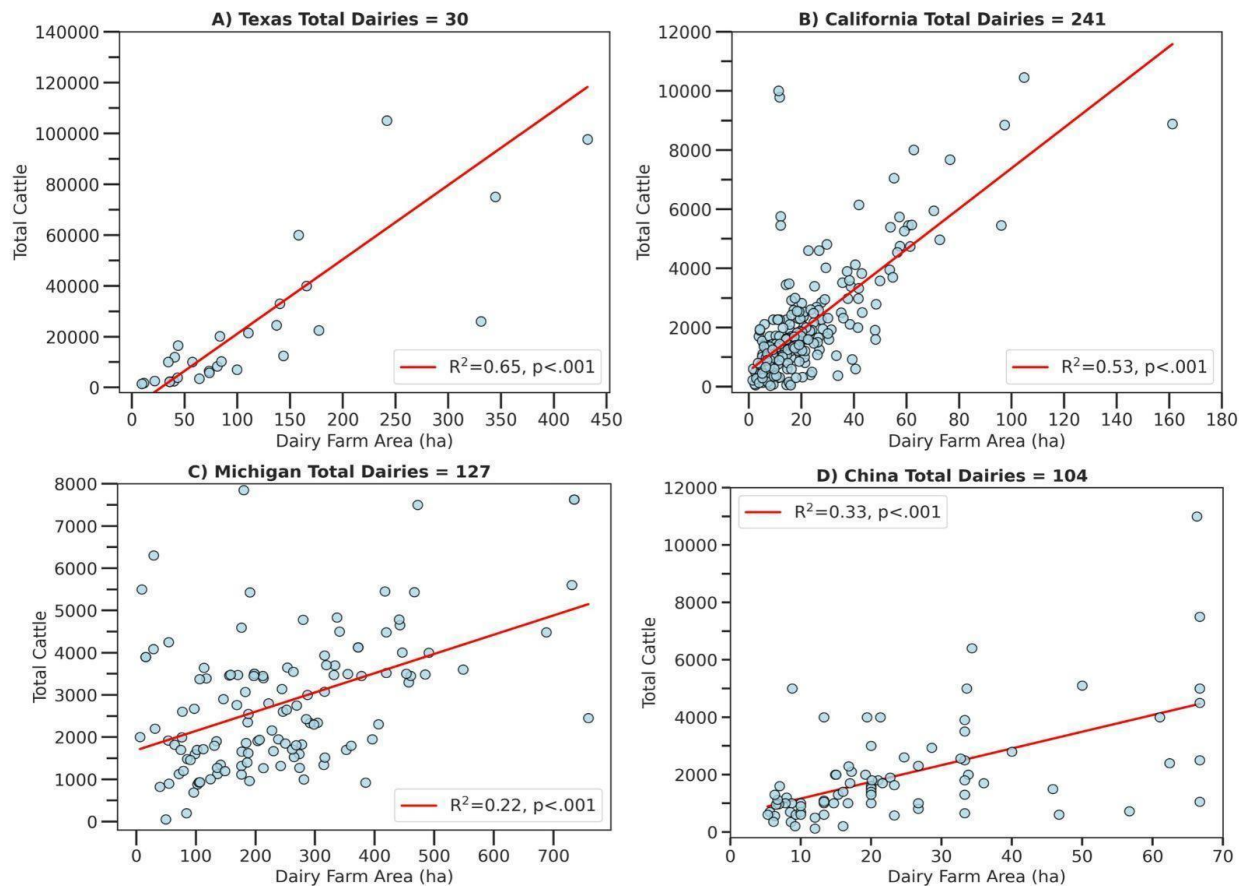 A) Texas Total Dairies = 30
140000
120000
100000
80000
60000
40000
20000
0
Total Cattle
R²=0.65, p<.001
0 50 100 150 200 250 300 350 400 450
Dairy Farm Area (ha)
B) California Total Dairies = 241
12000
10000
8000
6000
4000
2000
0
Total Cattle
R²=0.53, p<.001
0 20 40 60 80 100 120 140 160 180
Dairy Farm Area (ha)
C) Michigan Total Dairies = 127
8000
7000
6000
5000
4000
3000
2000
1000
0
Total Cattle
R²=0.22, p<.001
0 100 200 300 400 500 600 700
Dairy Farm Area (ha)
D) China Total Dairies = 104
R²=0.33, p<.001
12000
10000
8000
6000
4000
2000
0
Total Cattle
0 10 20 30 40 50 60 70
Dairy Farm Area (ha)